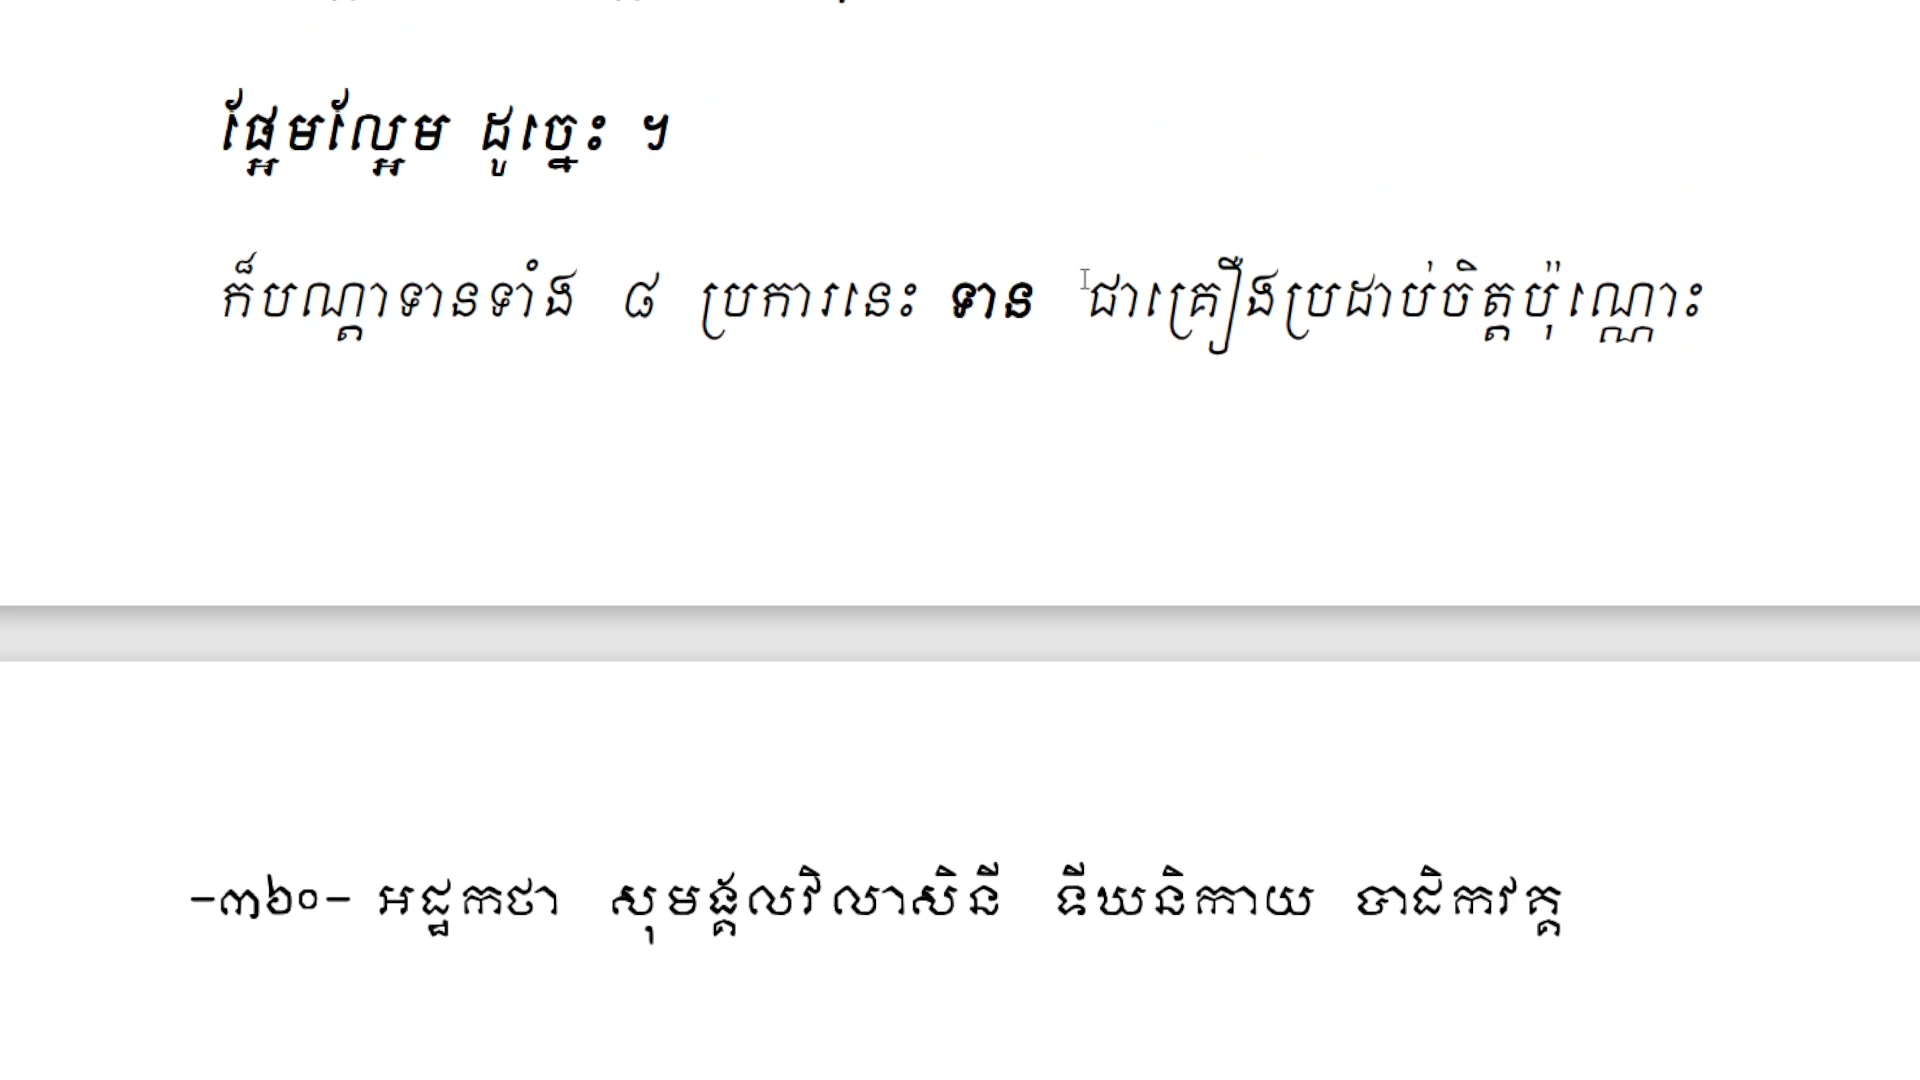 ផ្អែមល្អែម ដូច្នេះ ។
ក៏បណ្ដាទានទាំង ៨ ប្រការនេះ ទាន ជាគ្រឿងប្រដាប់ចិត្តប៉ុណ្ណោះ
-៣៦០- អដ្ឋកថា សុមង្គលវិលាសិនី ទីឃនិកាយ បាដិកវគ្គ